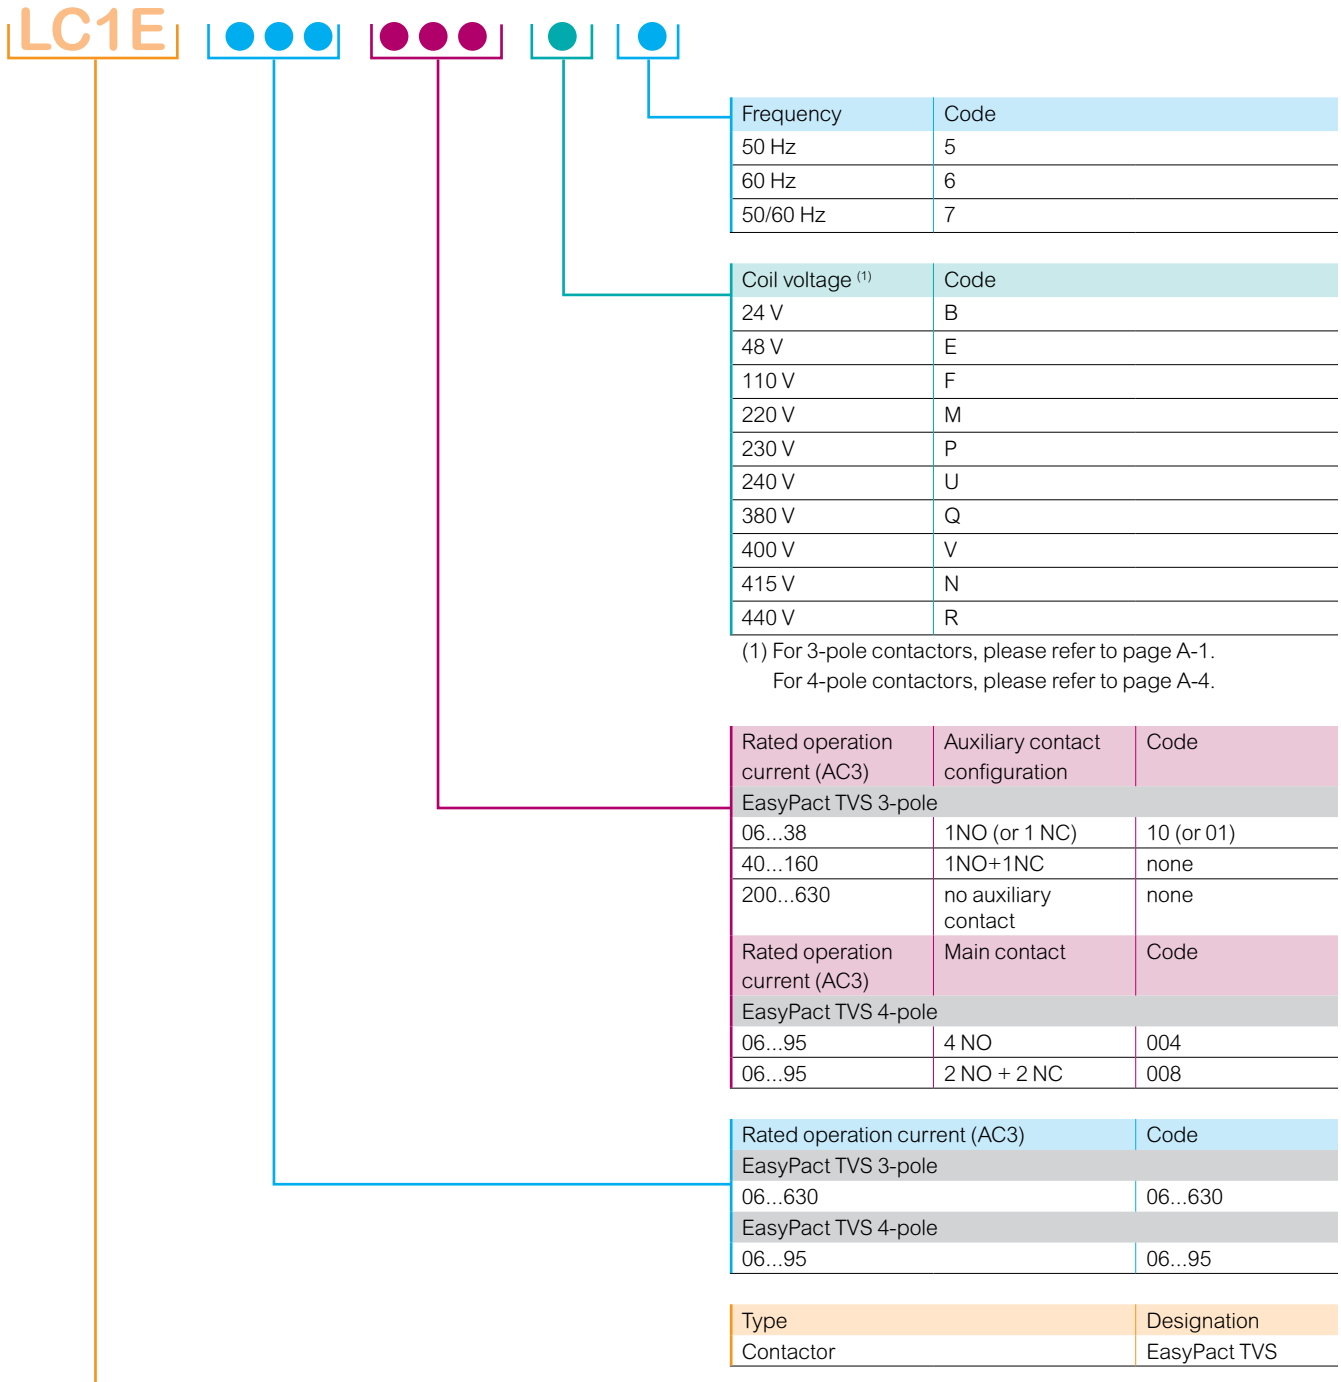 LC1E
Frequency Code
50 Hz 5
60 Hz 6
50/60 Hz 7
Coil voltage (1) Code
24 V B
48 V E
110 V F
220 V M
230 V P
240 V U
380 V Q
400 V V
415 V N
440 V R
(1) For 3-pole contactors, please refer to page A-1.
For 4-pole contactors, please refer to page A-4.
Rated operation Auxiliary contact Code
current (AC3) configuration
EasyPact TVS 3-pole
06...38 1NO (or 1 NC) 10 (or 01)
40...160 1NO+1NC none
200...630 no auxiliary none
contact
Rated operation Main contact Code
current (AC3)
EasyPact TVS 4-pole
06...95 4 NO 004
06...95 2 NO + 2 NC 008
Rated operation current (AC3) Code
EasyPact TVS 3-pole
06...630 06...630
EasyPact TVS 4-pole
06...95 06...95
Type Designation
Contactor EasyPact TVS